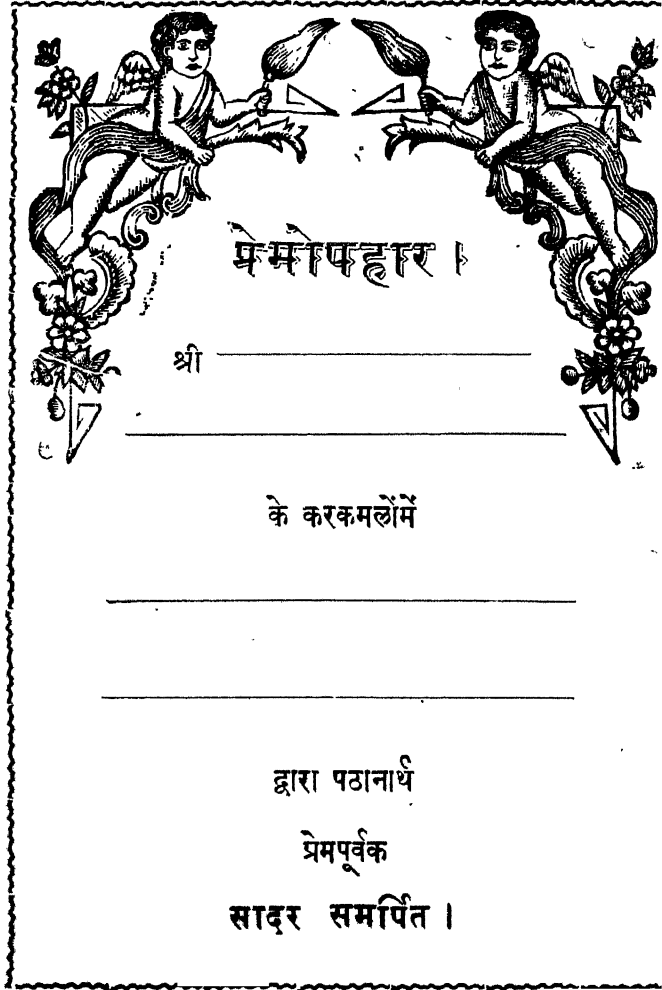 प्रेमोपहार ।
श्री
के करकमलोंमें
द्वारा पठानार्थ
प्रेमपूर्वक
सादर समर्पित ।